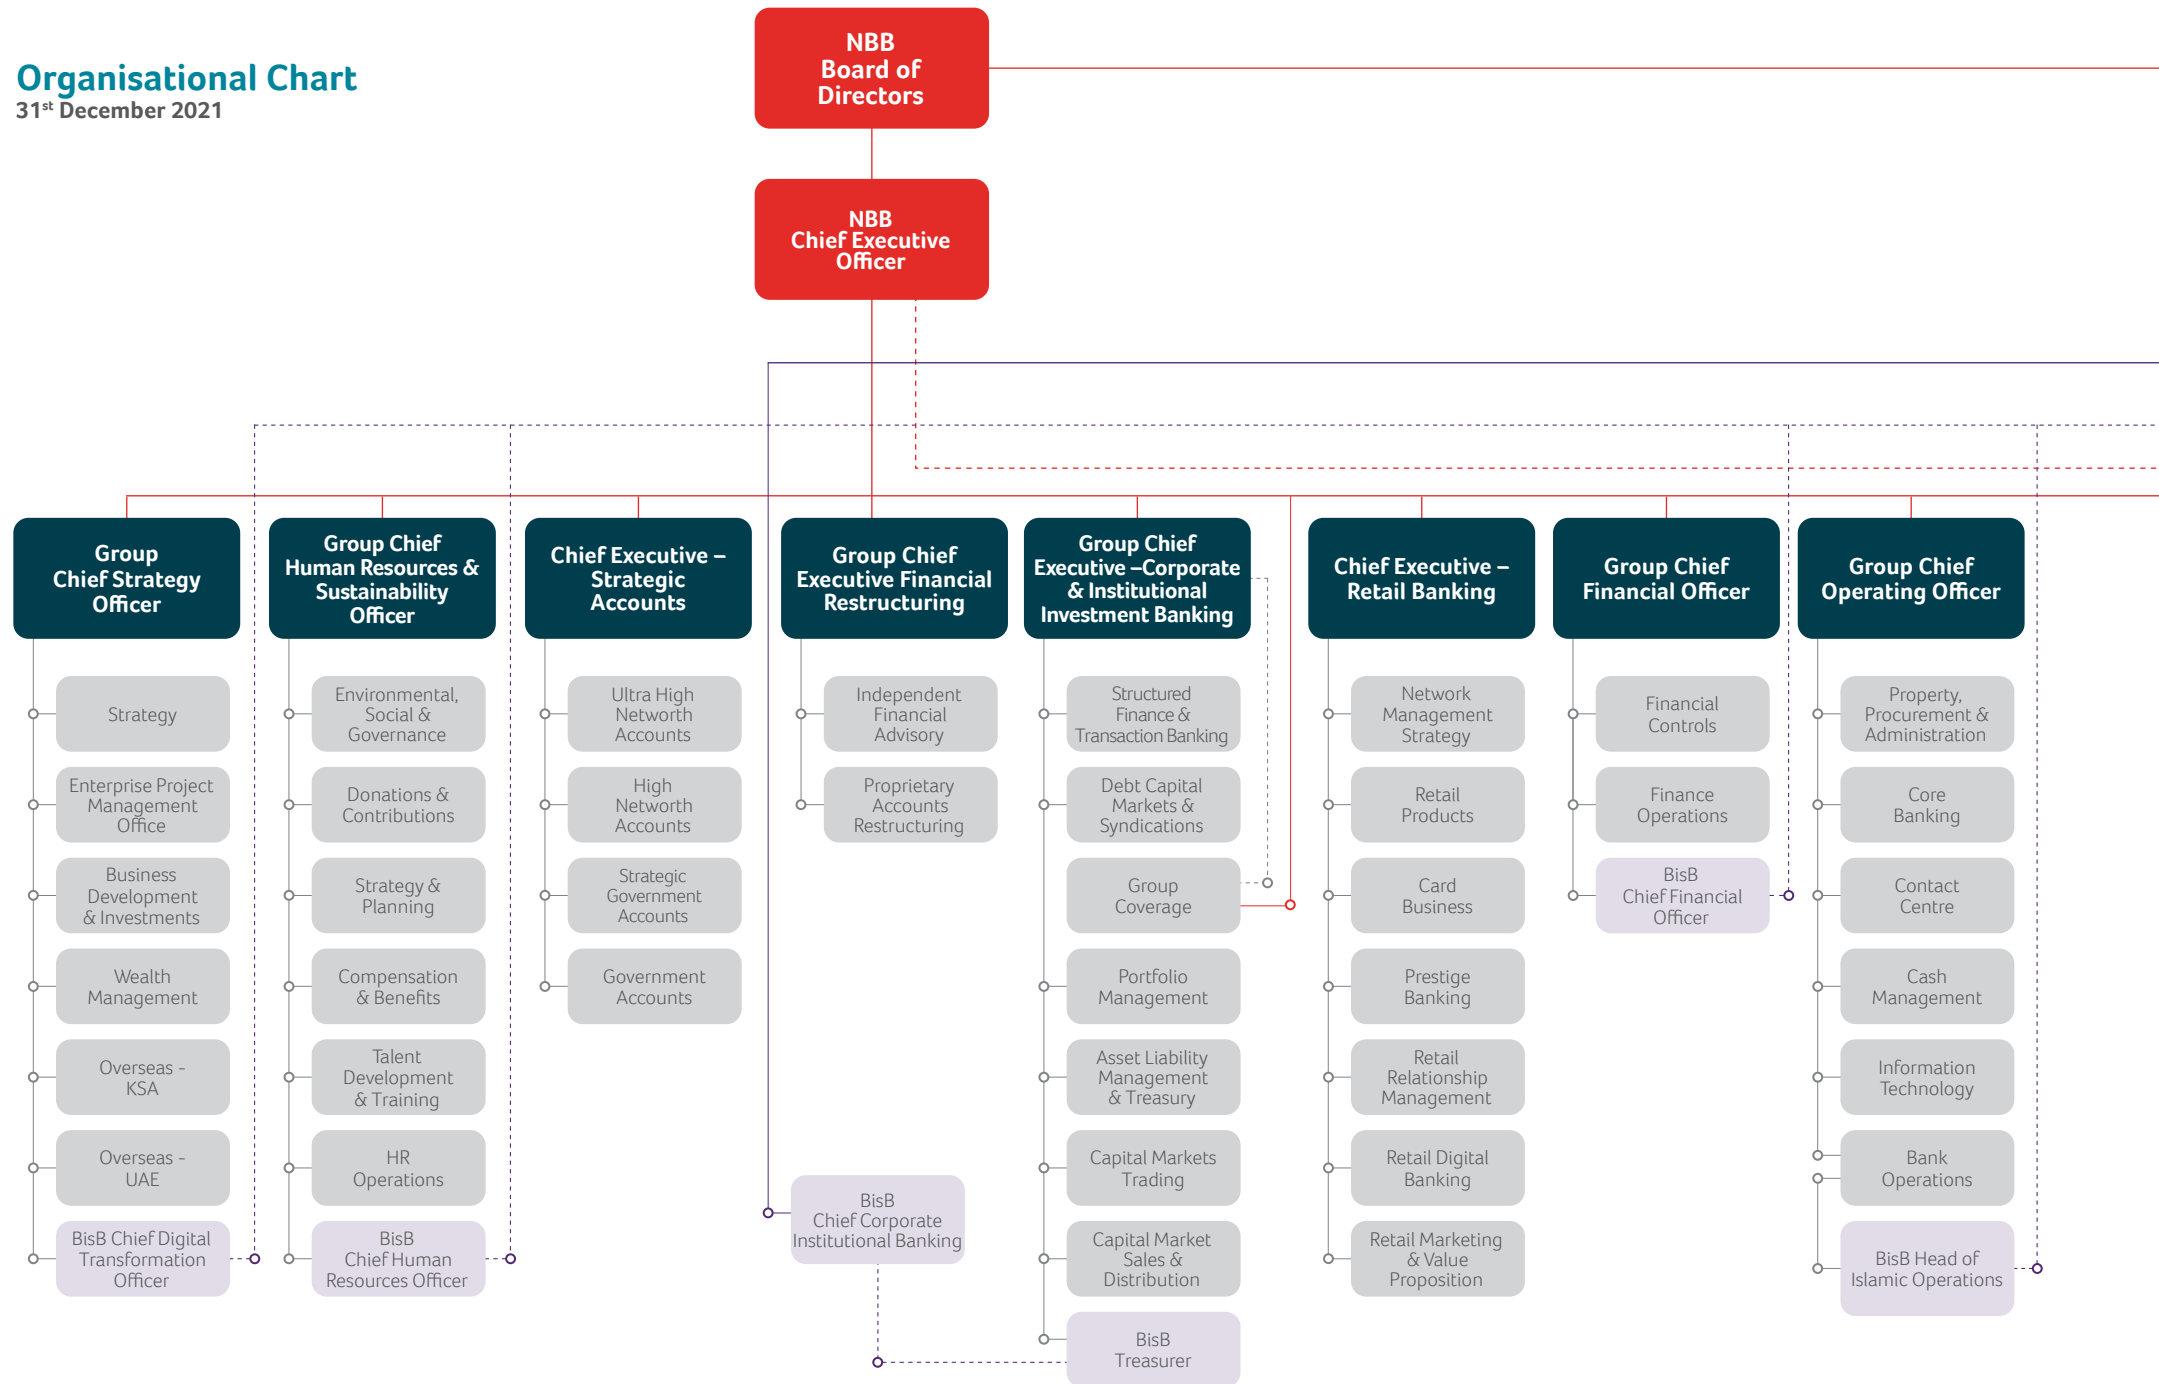 Organisational Chart
31st December 2021
NBB
Board of
Directors
NBB
Chief Executive
Officer
Group
Chief Strategy
Officer
Strategy
Enterprise Project
Management
Office
Business
Development
& Investments
Wealth
Management
Overseas -
KSA
Overseas -
UAE
BisB Chief Digital
Transformation
Officer
Group Chief
Human Resources &
Sustainability
Officer
Environmental,
Social &
Governance
Donations &
Contributions
Strategy &
Planning
Compensation
& Benefits
Talent
Development
& Training
HR
Operations
BisB
Chief Human
Resources Officer
Chief Executive –
Strategic
Accounts
Ultra High
Networth
Accounts
High
Networth
Accounts
Strategic
Government
Accounts
Government
Accounts
Group Chief
Executive Financial
Restructuring
Independent
Financial
Advisory
Proprietary
Accounts
Restructuring
BisB
Chief Corporate
Institutional Banking
Group Chief
Executive –Corporate
& Institutional
Investment Banking
Structured
Finance &
Transaction Banking
Debt Capital
Markets &
Syndications
Group
Coverage
Portfolio
Management
Asset Liability
Management
& Treasury
Capital Markets
Trading
Capital Market
Sales &
Distribution
BisB
Treasurer
Chief Executive –
Retail Banking
Network
Management
Strategy
Retail
Products
Card
Business
Prestige
Banking
Retail
Relationship
Management
Retail Digital
Banking
Retail Marketing
& Value
Proposition
Group Chief
Financial Officer
Financial
Controls
Finance
Operations
BisB
Chief Financial
Officer
Group Chief
Operating Officer
Property,
Procurement &
Administration
Core
Banking
Contact
Centre
Cash
Management
Information
Technology
Bank
Operations
BisB Head of
Islamic Operations